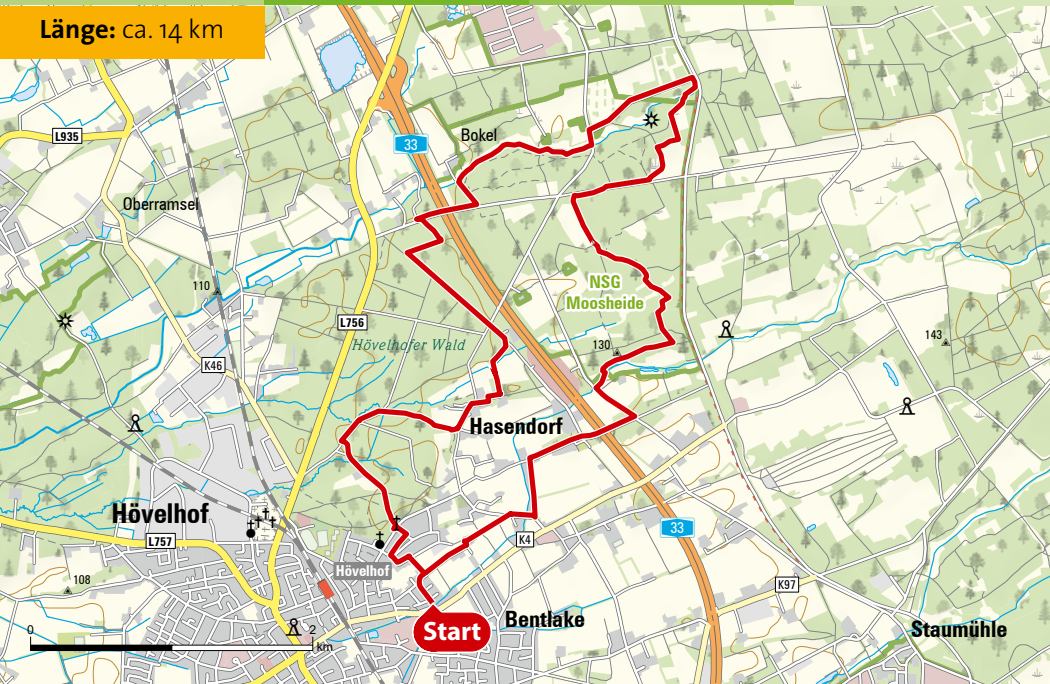 Länge: ca. 14 km
L935
33
Bokel
Oberramsel
110
NSG
Moosheide
L756
Hövelhofer Wald
130
143
K46
Hasendorf
Hövelhof
L757
K4
33
Hövelhof
108
K97
Start
Bentlake
Staumühle
0
2
km